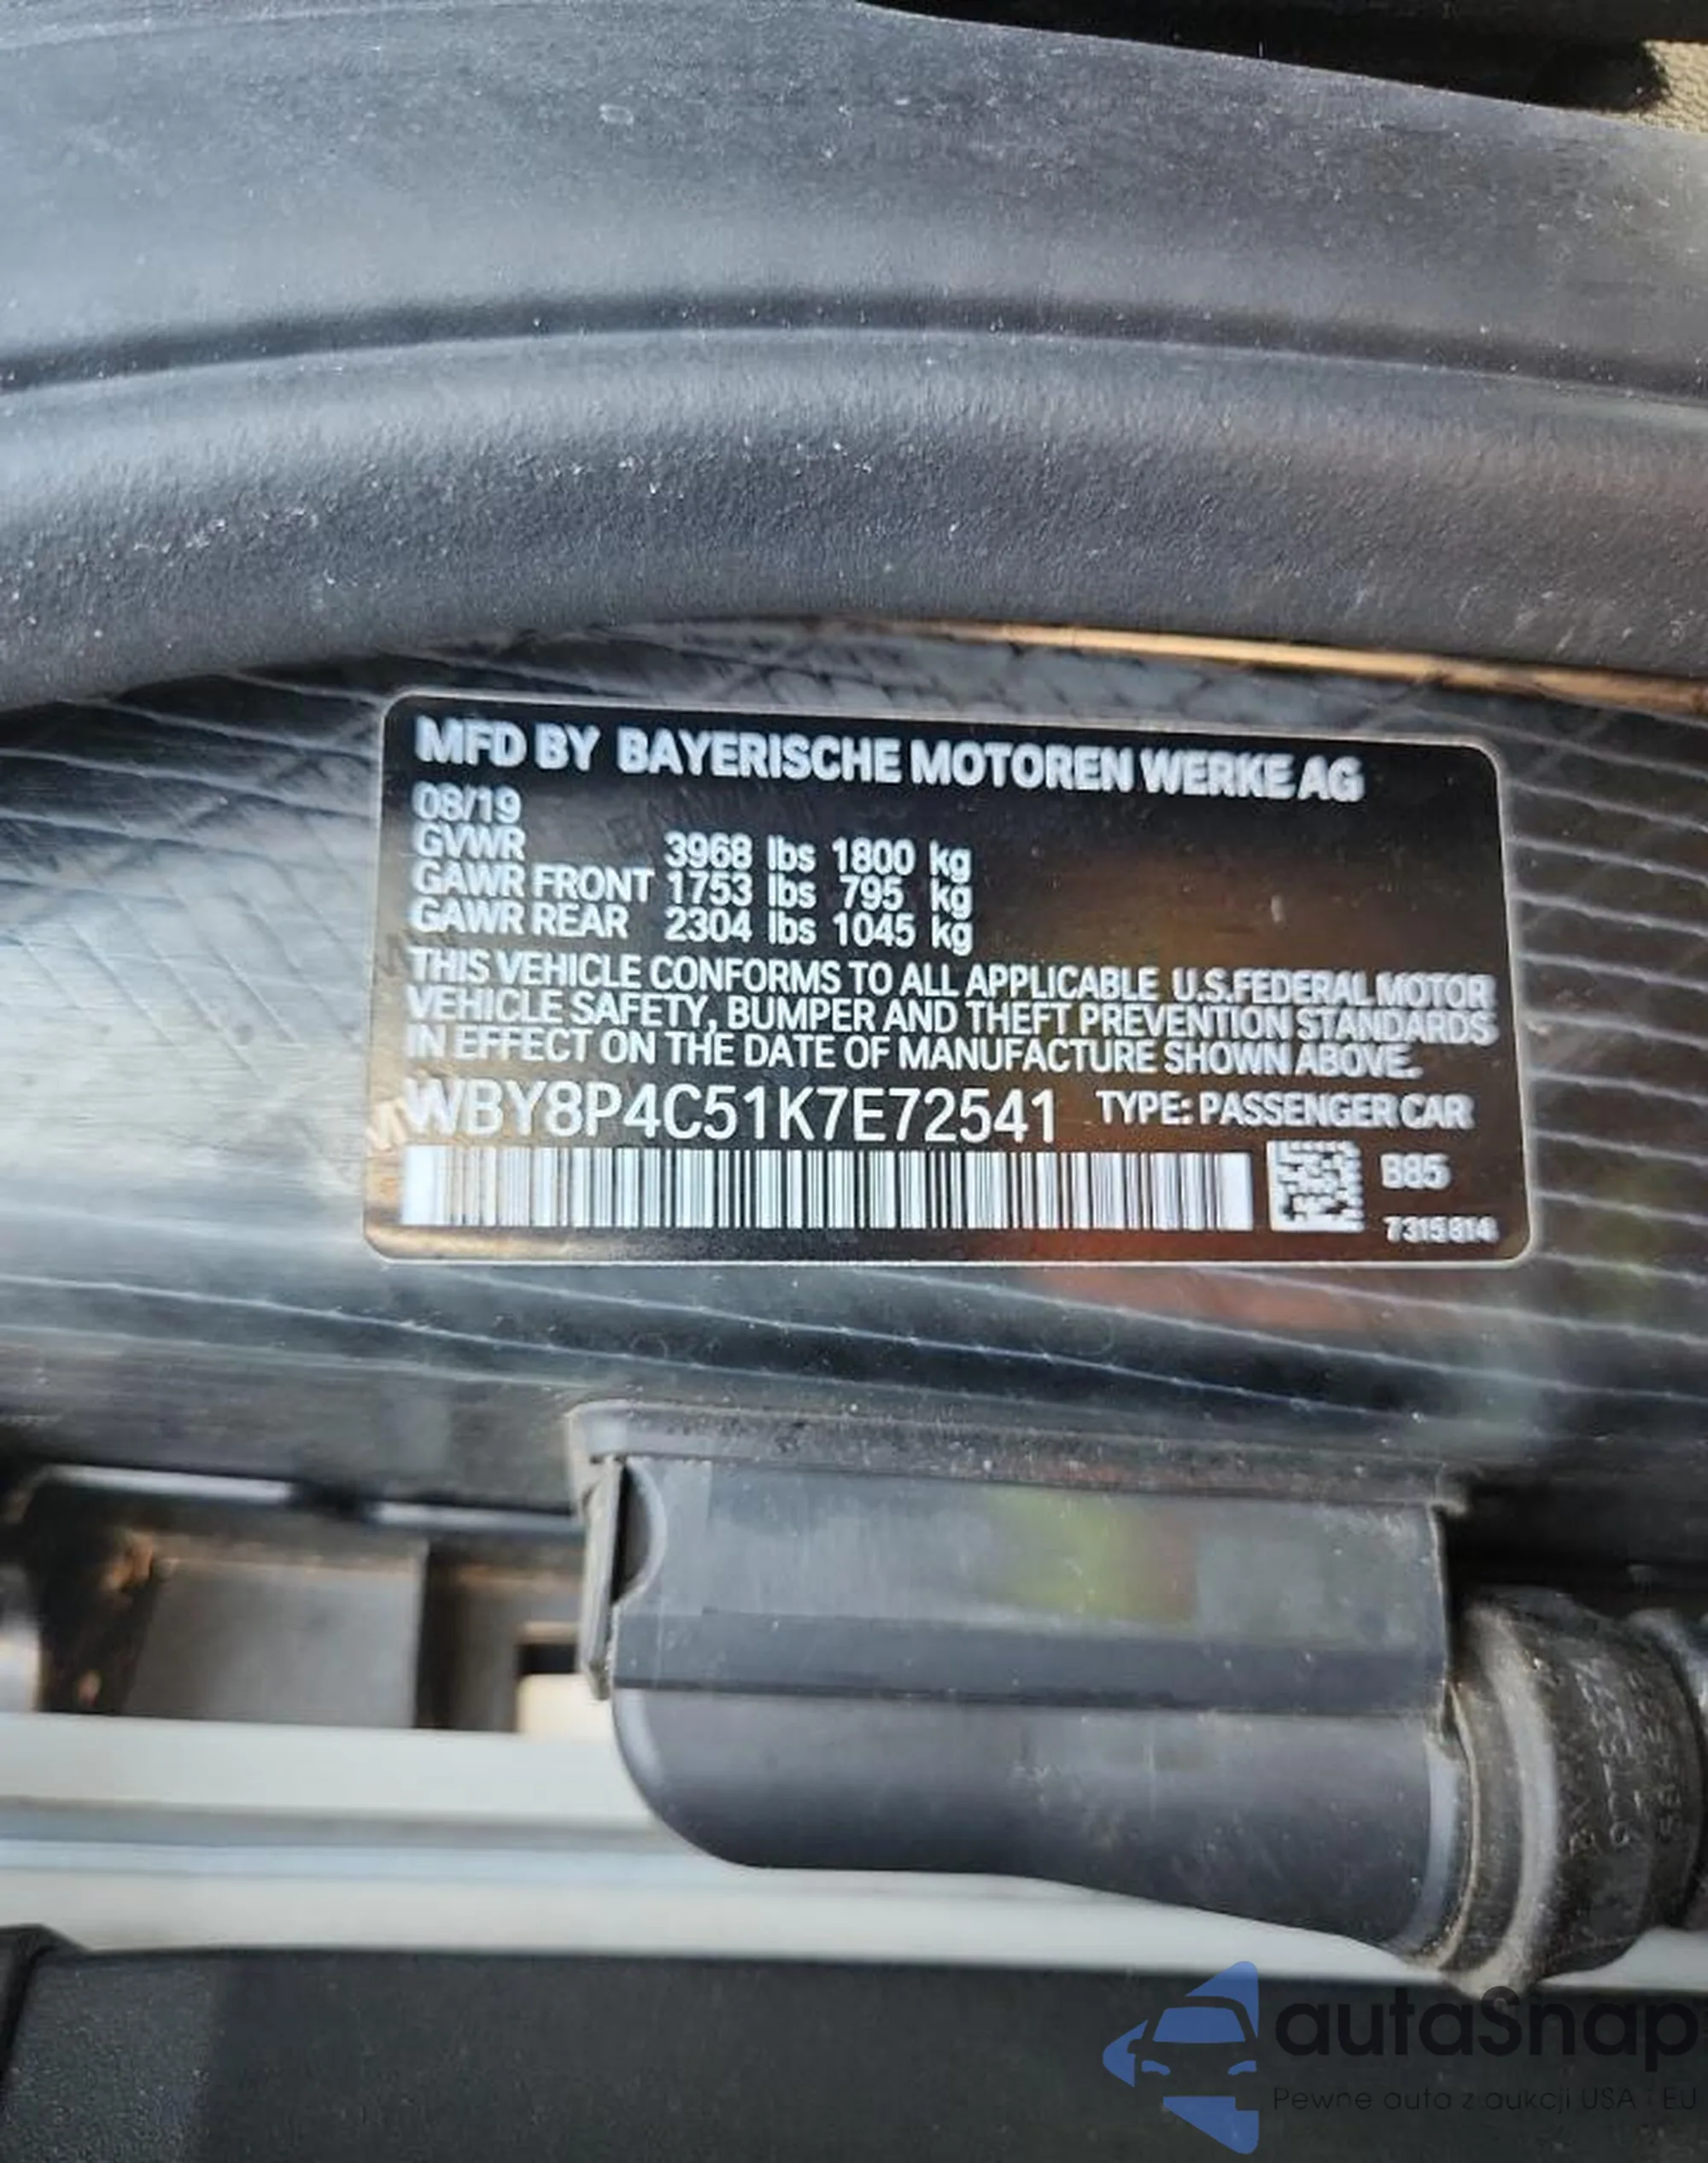 MFD BY BAYERISCHE MOTOREN WERKE AG
08/19
GVWR 3968 lbs 1800 kg
GAWR FRONT 1753 lbs 795 kg
GAWR REAR 2304 lbs 1045 kg
THIS VEHICLE CONFORMS TO ALL APPLICABLE U.S.FEDERAL MOTOR
VEHICLE SAFETY, BUMPER AND THEFT PREVENTION STANDARDS
IN EFFECT ON THE DATE OF MANUFACTURE SHOWN ABOVE.
WBY8P4C51K7E72541 TYPE: PASSENGER CAR
B85
7315814
autaSnap
Pewne auta z aukcji USA i EU